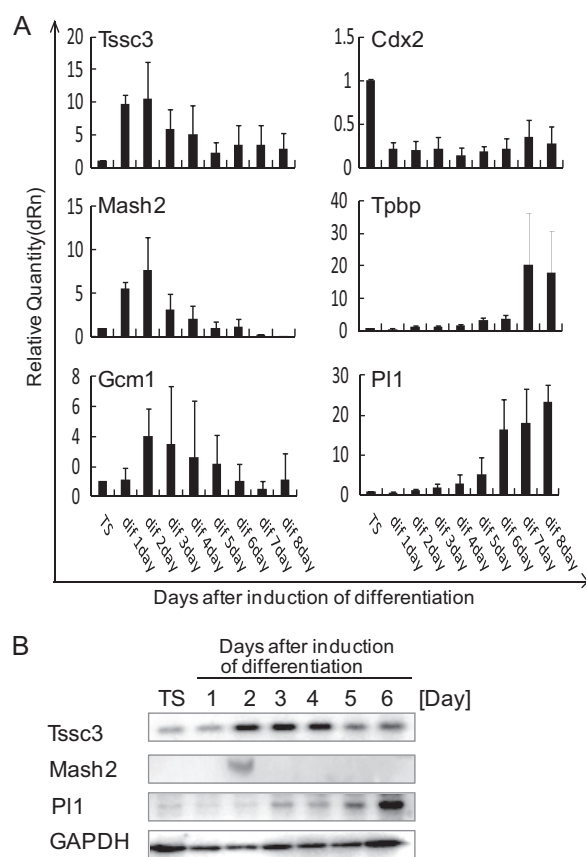 A
Tssc3
20
15
10
5
0
Cdx2
1.5
1
0.5
0
Mash2
15
10
5
0
Tpbp
40
30
20
10
0
Gcm1
8
4
0
6
2
8
Pl1
30
20
10
0
Relative Quantity(dRn)
TS
dif 1day
dif 2day
dif 3day
dif 4day
dif 5day
dif 6day
dif 7day
dif 8day
TS
dif 1day
dif 2day
dif 3day
dif 4day
dif 5day
dif 6day
dif 7day
dif 8day
Days after induction of differentiation
B
Days after induction
of differentiation
TS 1 2 3 4 5 6 [Day]
Tssc3
Mash2
Pl1
GAPDH